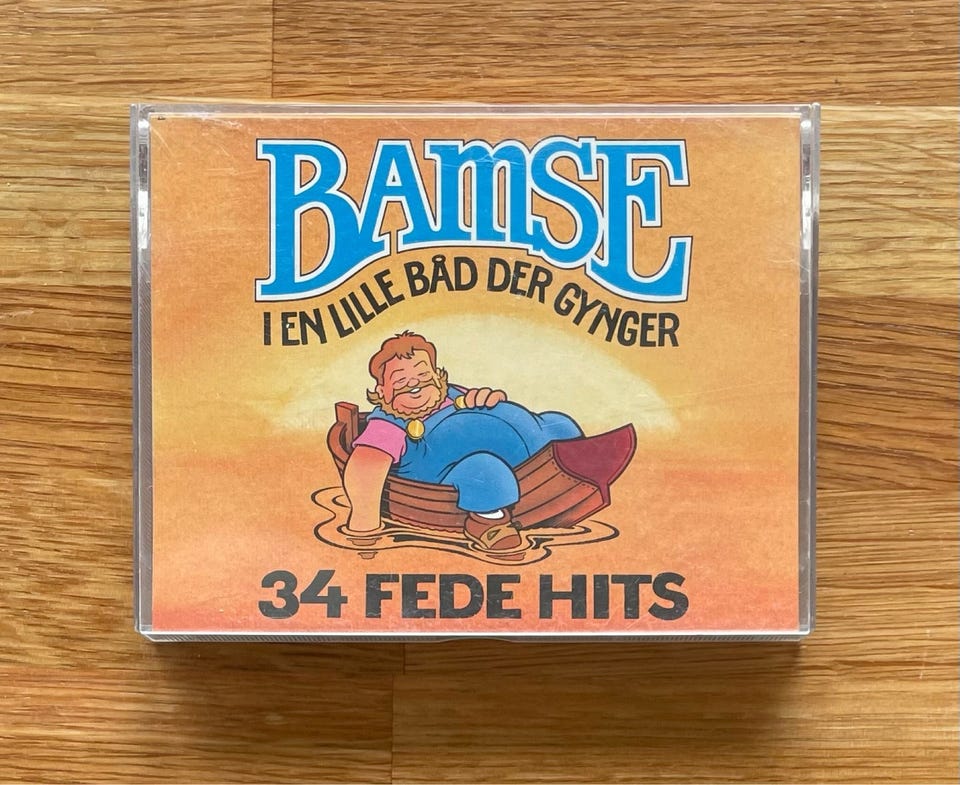 BAMSE
I EN LILLE BÅD DER GYNGER
34 FEDE HITS